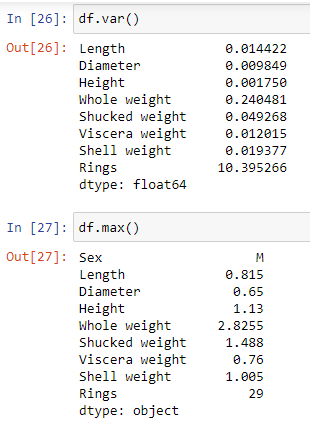 In [26]: df.var()
Out[26]: Length 0.014422
Diameter 0.009849
Height 0.001750
Whole weight 0.240481
Shucked weight 0.049268
Viscera weight 0.012015
Shell weight 0.019377
Rings 10.395266
dtype: float64
In [27]: df.max()
Out[27]: Sex M
Length 0.815
Diameter 0.65
Height 1.13
Whole weight 2.8255
Shucked weight 1.488
Viscera weight 0.76
Shell weight 1.005
Rings 29
dtype: object